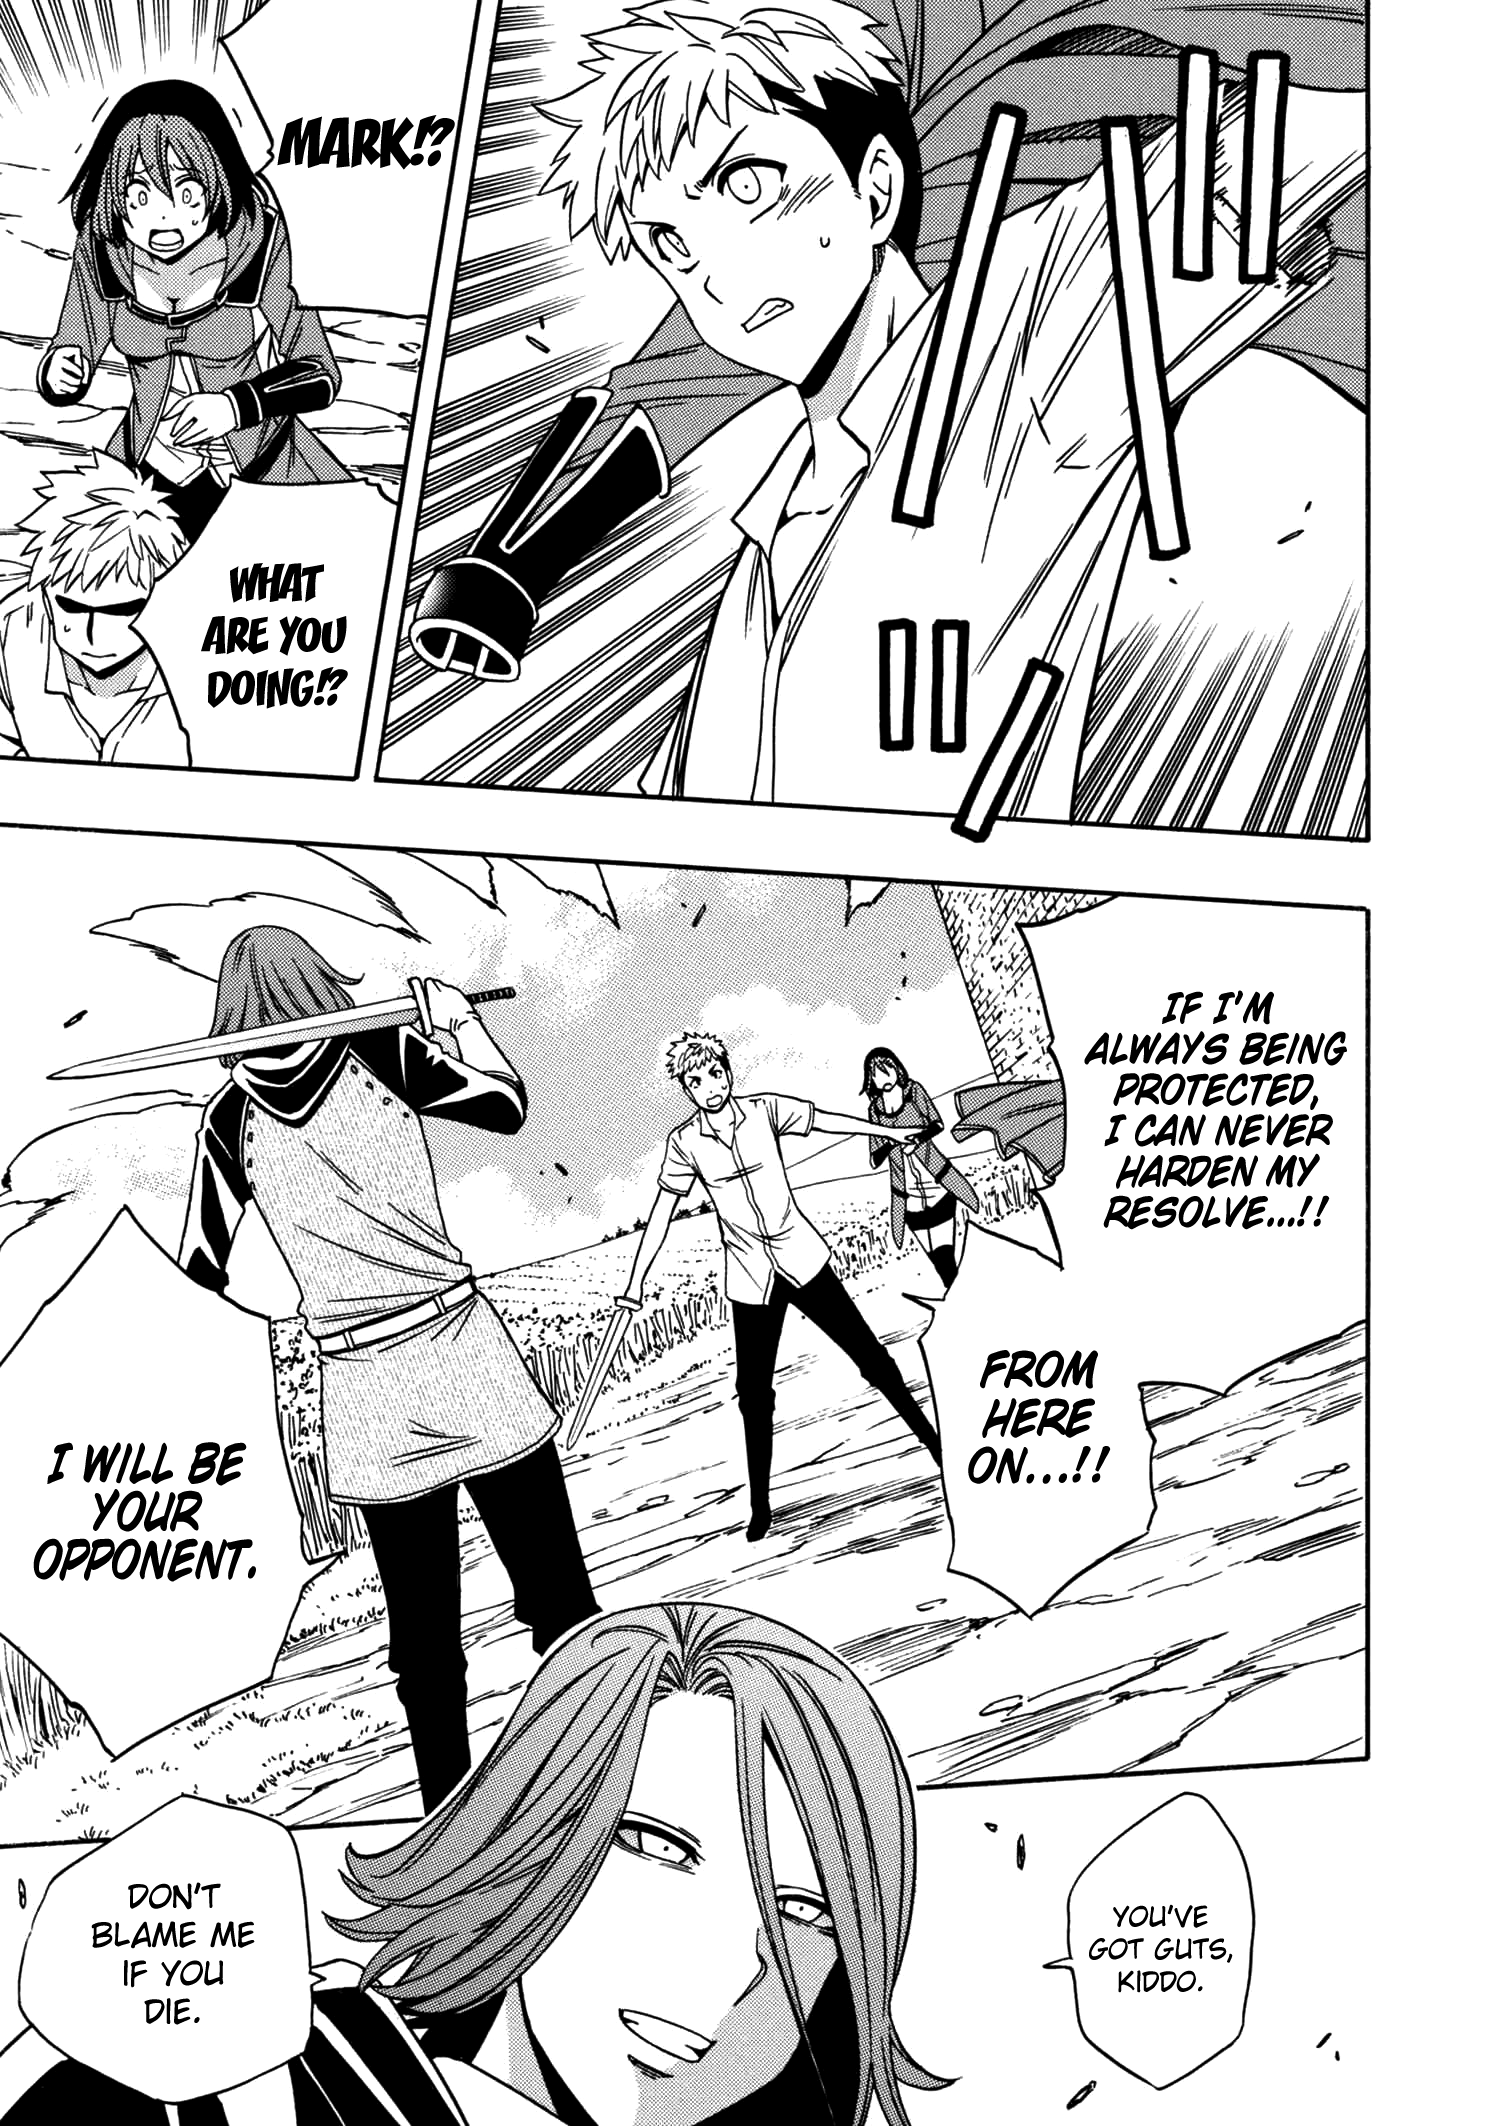 MARK!?
WHAT
ARE YOU
DOING!?
IF I'M
ALWAYS BEING
PROTECTED,
I CAN NEVER
HARDEN MY
RESOLVE...!!
FROM
HERE
ON...!!
I WILL BE
YOUR
OPPONENT.
YOU'VE
GOT GUTS,
KIDDO.
DON'T
BLAME ME
IF YOU
DIE.